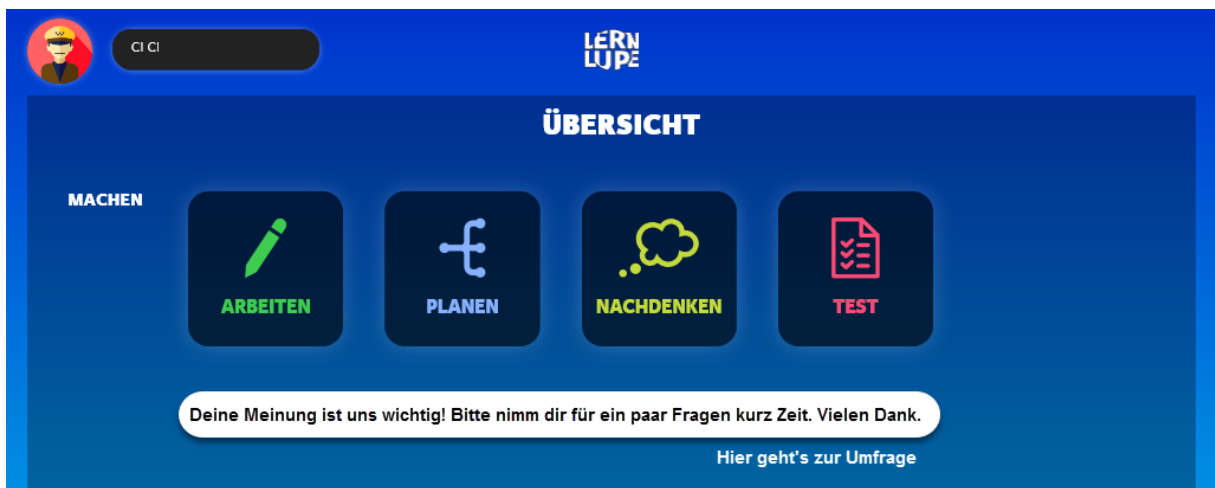 CI CI
LERN
LUPE
ÜBERSICHT
MACHEN
ARBEITEN
PLANEN
NACHDENKEN
TEST
Deine Meinung ist uns wichtig! Bitte nimm dir für ein paar Fragen kurz Zeit. Vielen Dank.
Hier geht's zur Umfrage